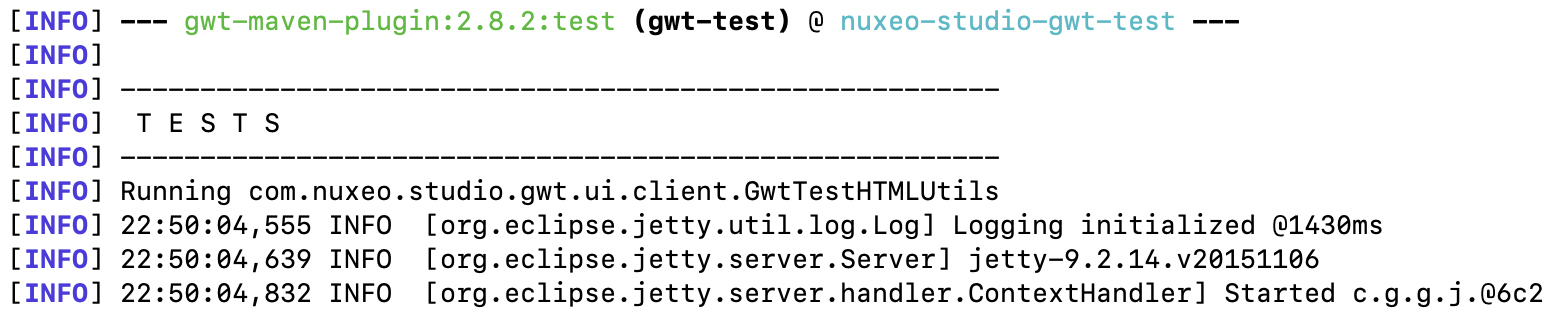 [INFO] --- gwt-maven-plugin:2.8.2:test (gwt-test) @ nuxeo-studio-gwt-test ---
[INFO]
[INFO] -------------------------------------------------------
[INFO]  T E S T S
[INFO] -------------------------------------------------------
[INFO] Running com.nuxeo.studio.gwt.ui.client.GwtTestHTMLUtils
[INFO] 22:50:04,555 INFO  [org.eclipse.jetty.util.log.Log] Logging initialized @1430ms
[INFO] 22:50:04,639 INFO  [org.eclipse.jetty.server.Server] jetty-9.2.14.v20151106
[INFO] 22:50:04,832 INFO  [org.eclipse.jetty.server.handler.ContextHandler] Started c.g.g.j.@6c2